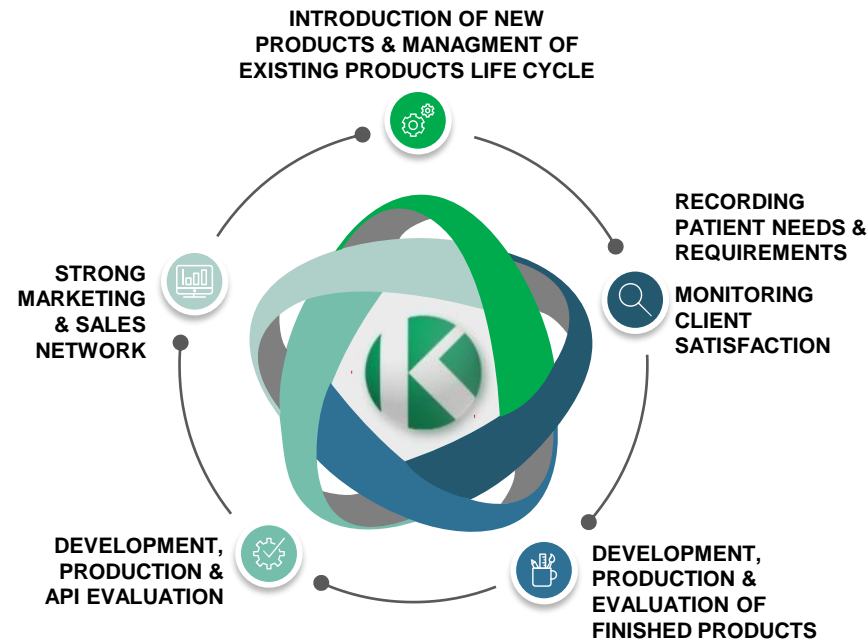 INTRODUCTION OF NEW
PRODUCTS & MANAGMENT OF
EXISTING PRODUCTS LIFE CYCLE
RECORDING
PATIENT NEEDS &
REQUIREMENTS
MONITORING
CLIENT
SATISFACTION
STRONG
MARKETING
& SALES
NETWORK
K
DEVELOPMENT,
PRODUCTION &
API EVALUATION
DEVELOPMENT,
PRODUCTION &
EVALUATION OF
FINISHED PRODUCTS